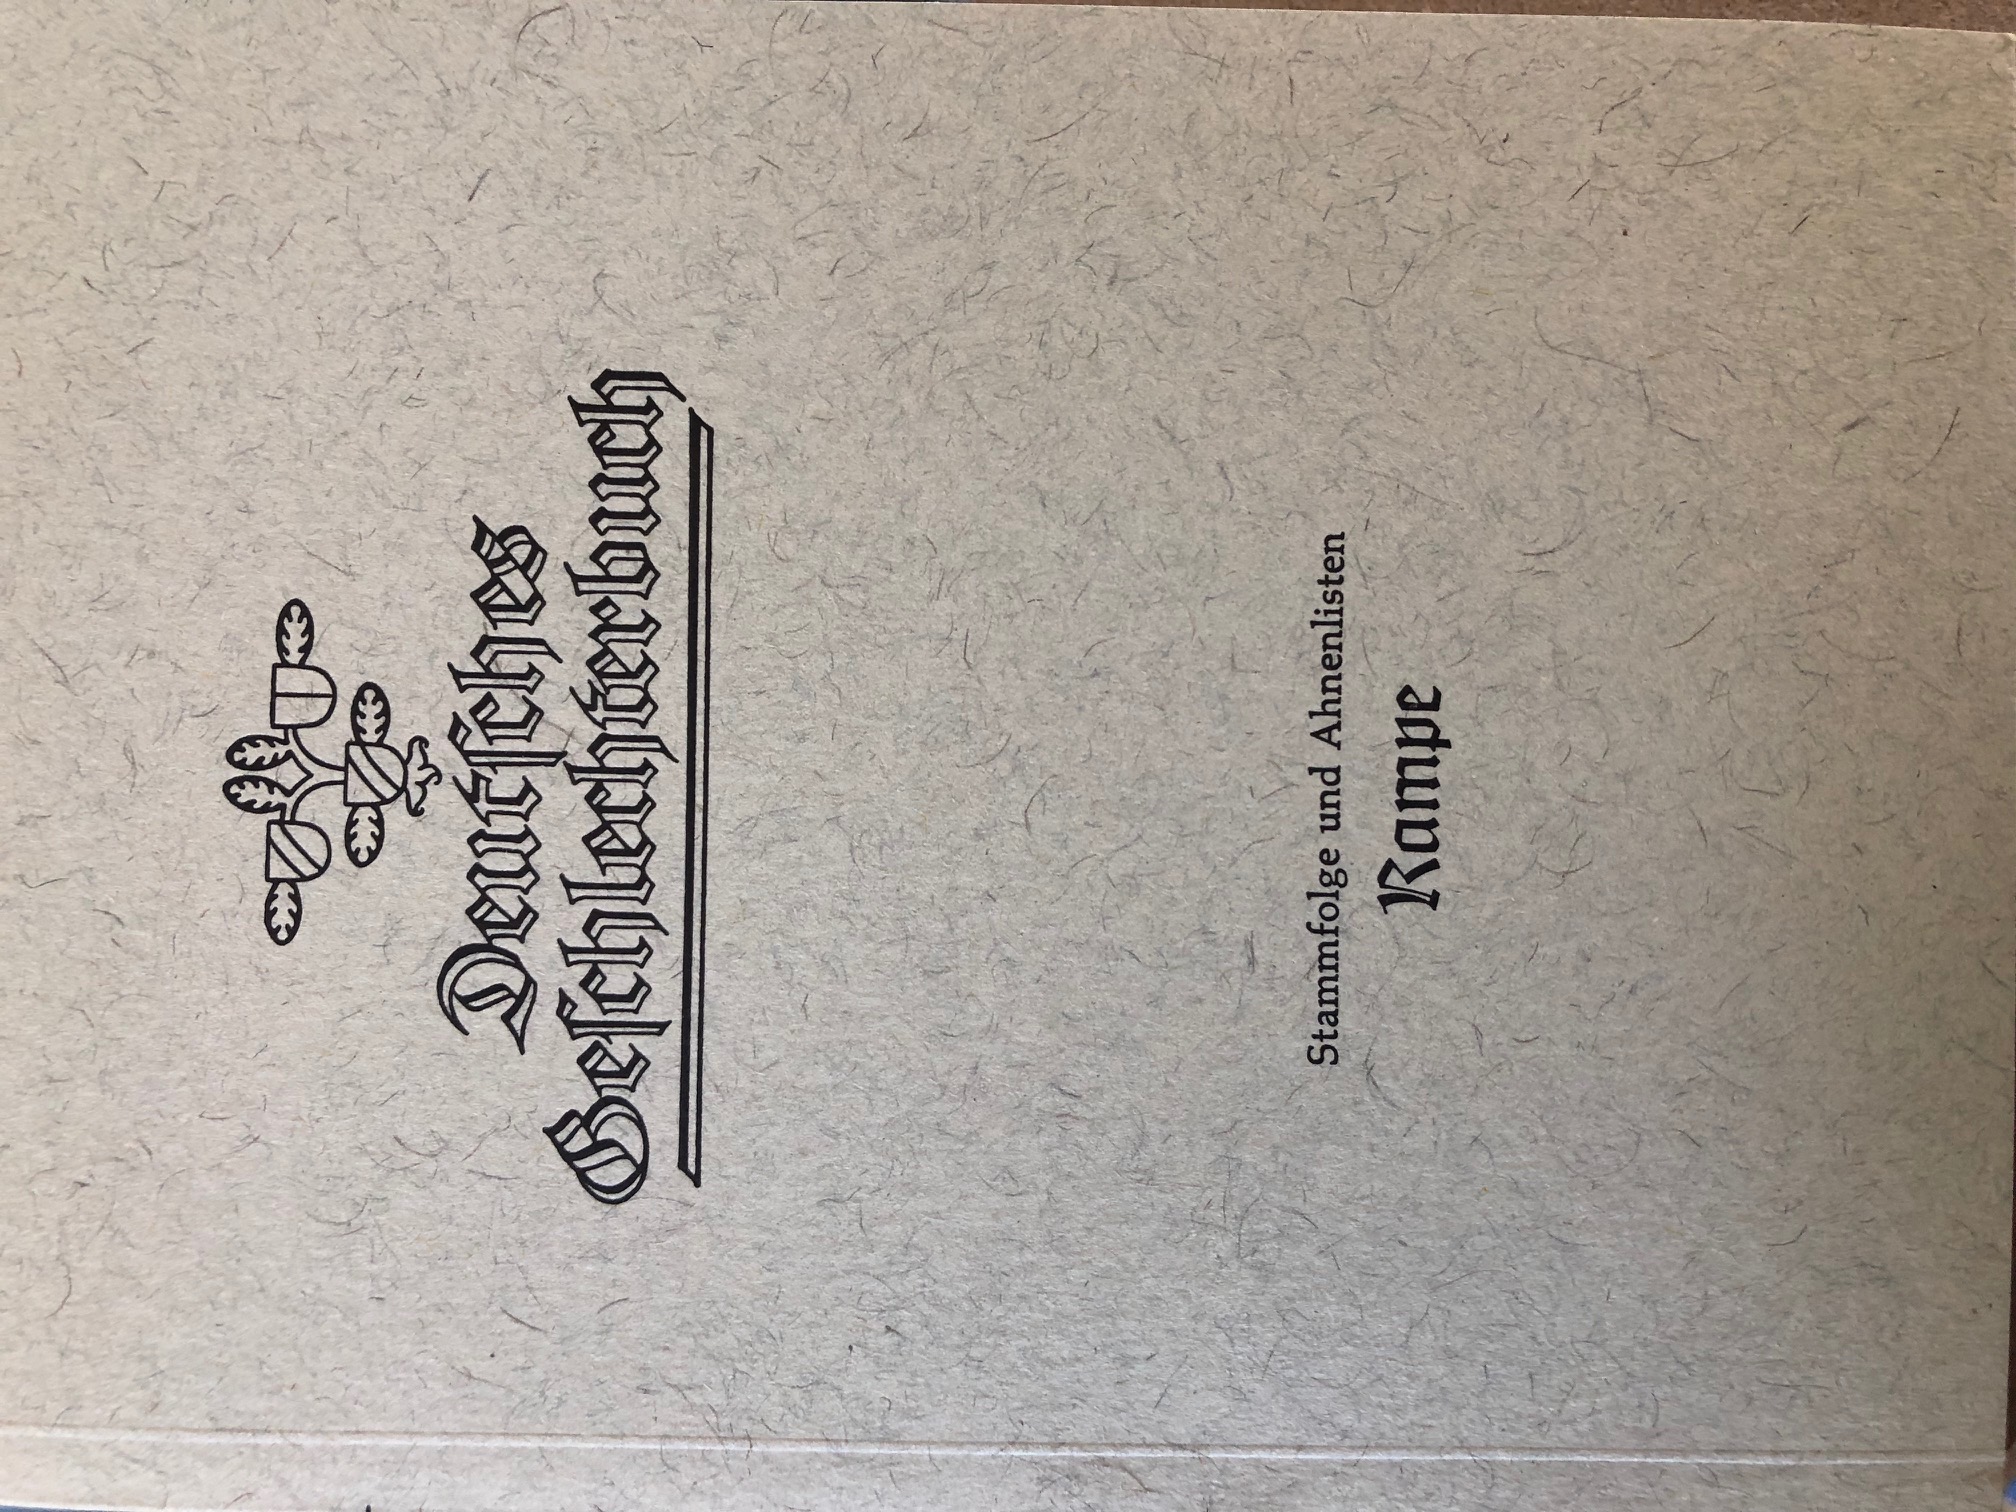 Deutſches
Geſchlechterbuch
Stammfolge und Ahnenlisten
Rampe